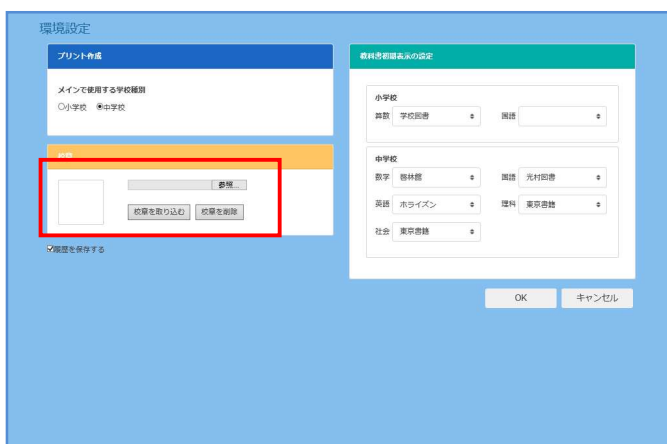 環境設定
プリント作成
メインで使用する学校種別
○小学校 ◉中学校
校章
参照...
校章を取り込む 校章を削除
☑履歴を保存する
教科書初期表示の設定
小学校
算数 学校図書 国語
中学校
数学 啓林館 国語 光村図書
英語 ホライズン 理科 東京書籍
社会 東京書籍
OK キャンセル